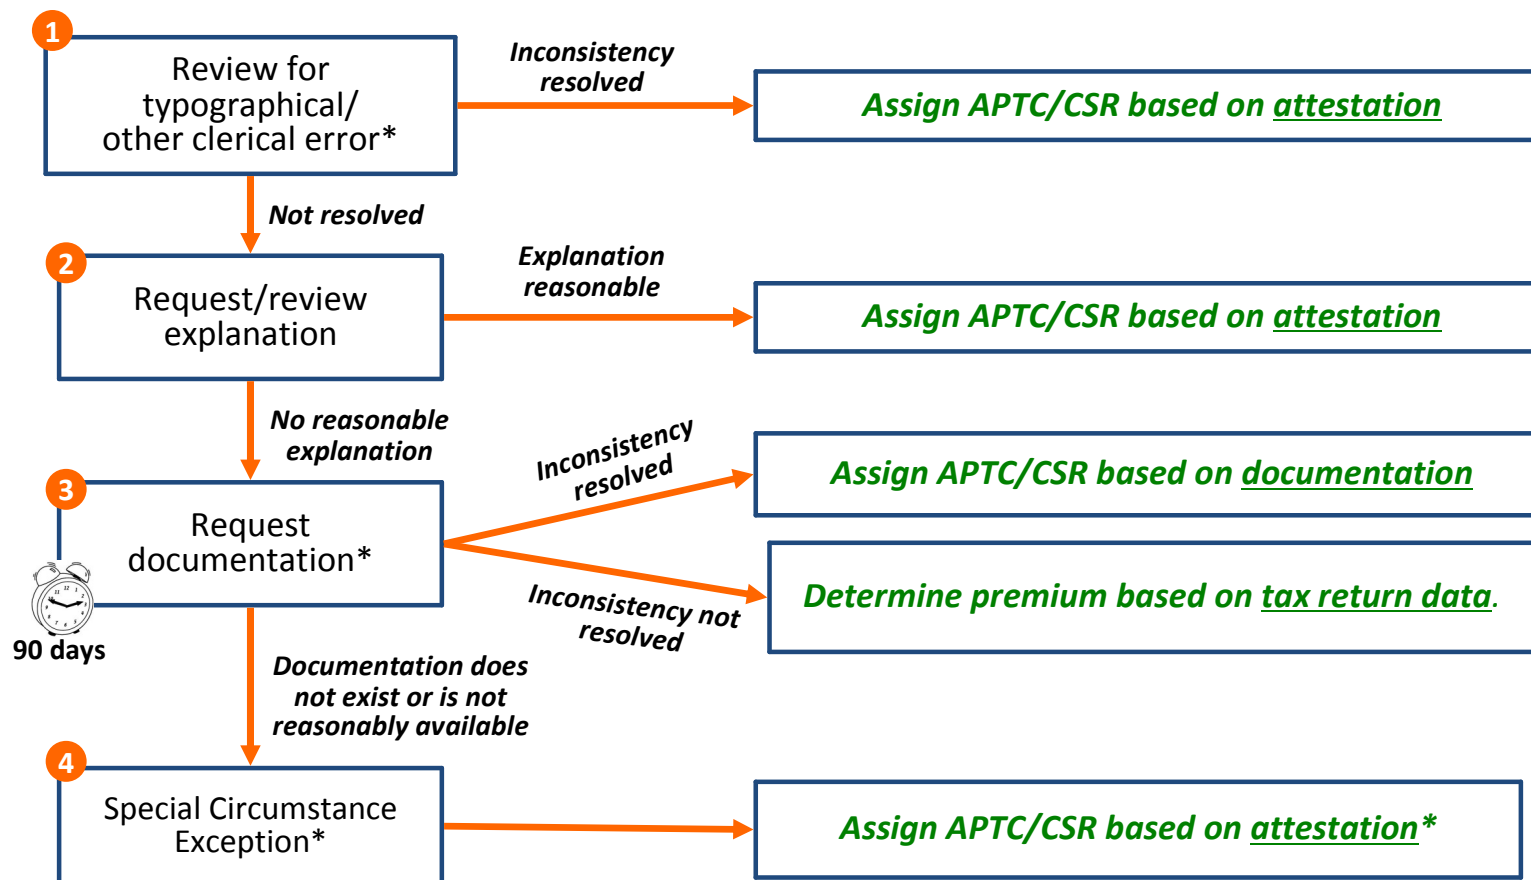 1
Review for
typographical/
other clerical error*
Inconsistency
resolved
Assign APTC/CSR based on attestation
Not resolved
2
Request/review
explanation
Explanation
reasonable
Assign APTC/CSR based on attestation
No reasonable
explanation
3
Request
documentation*
90 days
Inconsistency
resolved
Assign APTC/CSR based on documentation
Inconsistency not
resolved
Determine premium based on tax return data.
Documentation does
not exist or is not
reasonably available
4
Special Circumstance
Exception*
Assign APTC/CSR based on attestation*